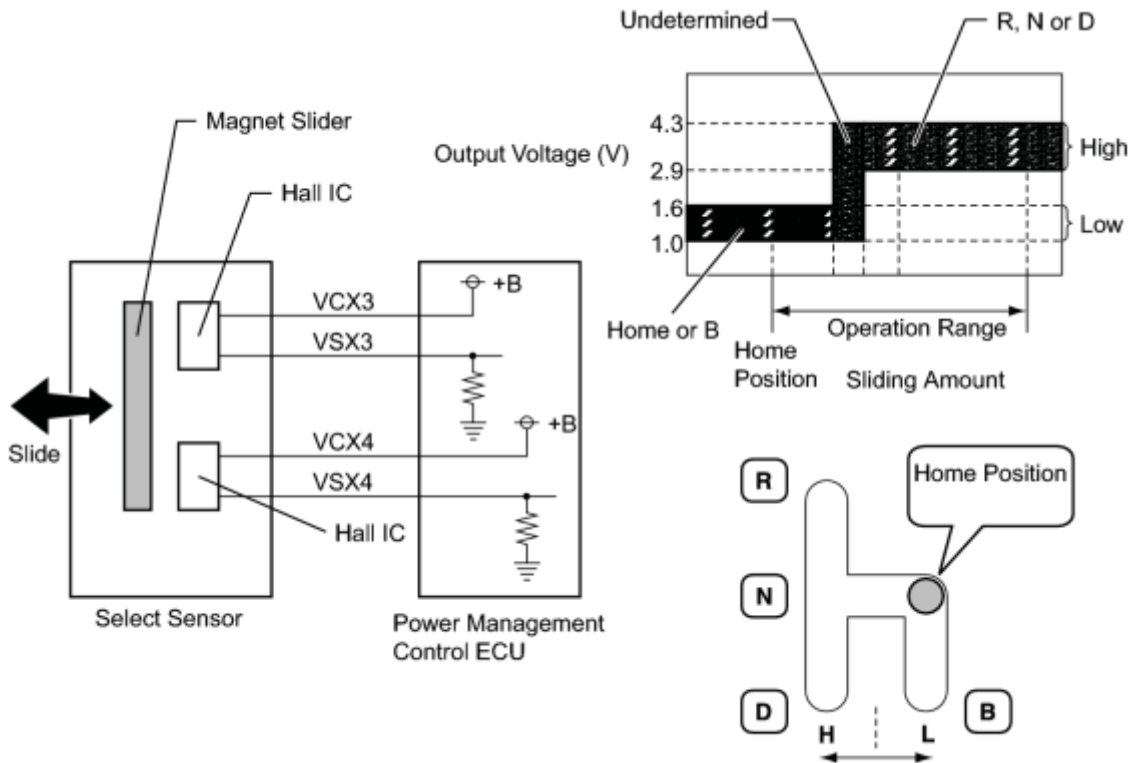 Magnet Slider
Hall IC
VCX3
VSX3
VCX4
VSX4
+B
+B
Slide
Hall IC
Select Sensor
Power Management
Control ECU
Undetermined
R, N or D
Output Voltage (V)
4.3
2.9
1.6
1.0
High
Low
Home or B
Operation Range
Home
Position
Sliding Amount
R
Home Position
N
D
H
L
B